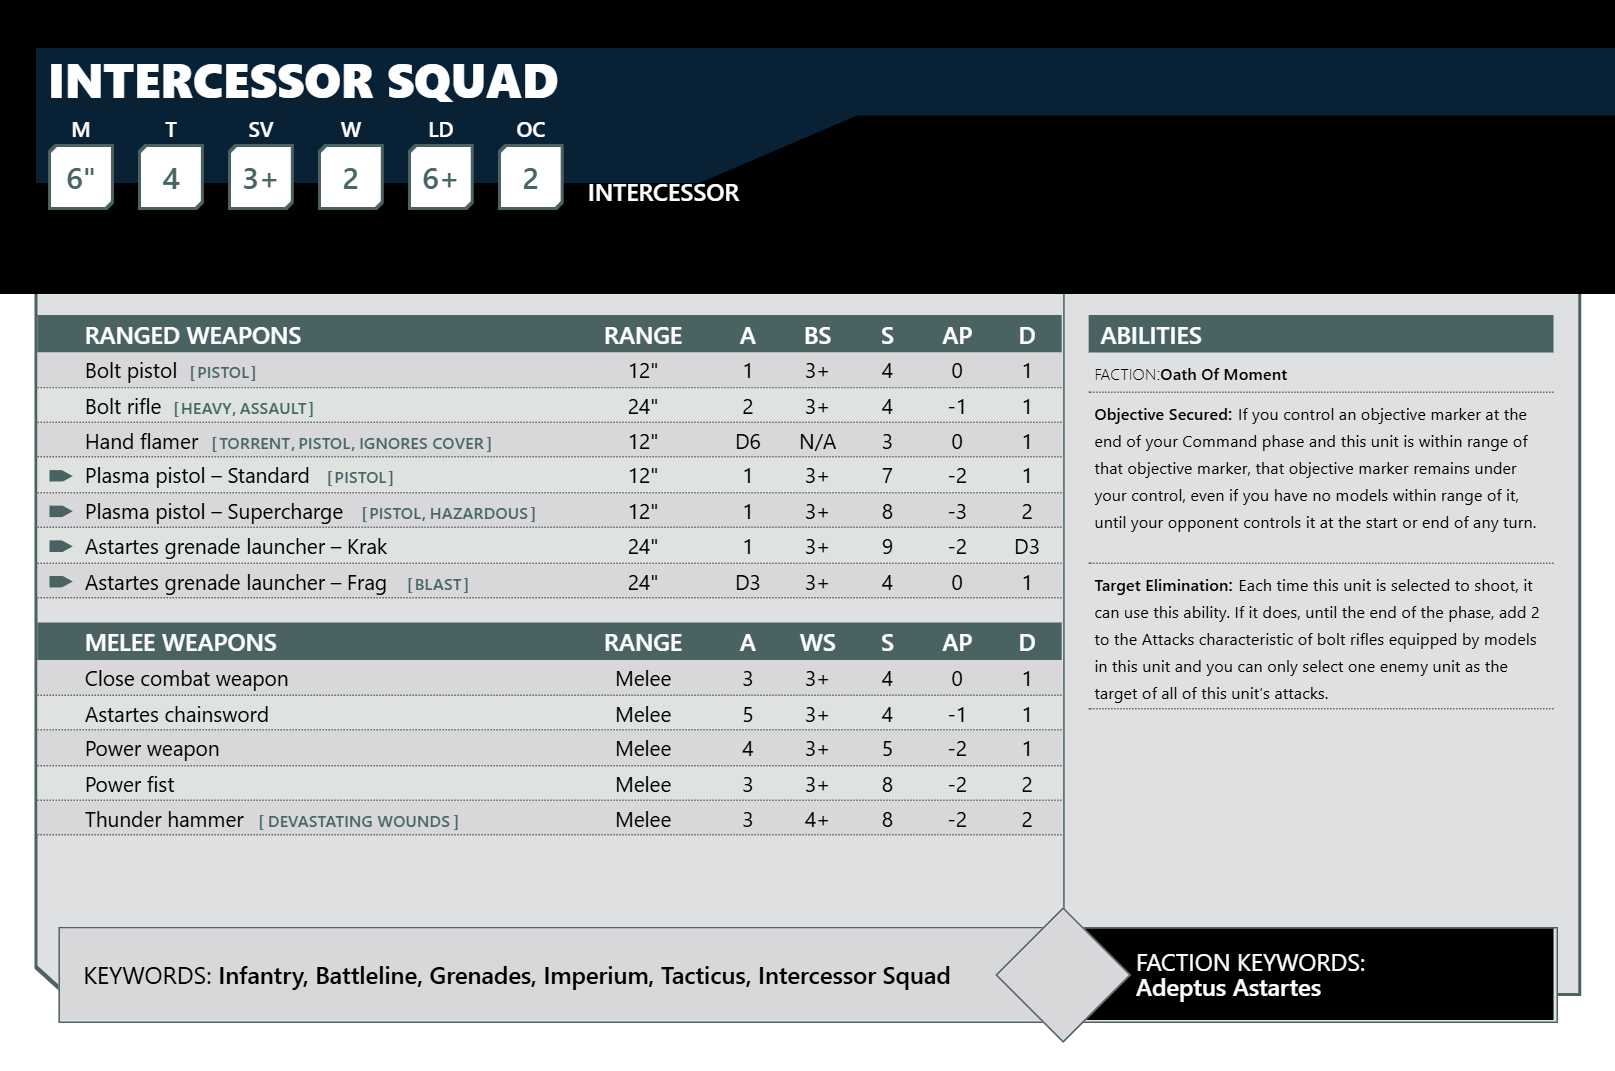 INTERCESSOR SQUAD
M T SV W LD OC
6" 4 3+ 2 6+ 2
INTERCESSOR
RANGED WEAPONS RANGE A BS S AP D
Bolt pistol [PISTOL] 12" 1 3+ 4 0 1
Bolt rifle [HEAVY, ASSAULT] 24" 2 3+ 4 -1 1
Hand flamer [TORRENT, PISTOL, IGNORES COVER] 12" D6 N/A 3 0 1
Plasma pistol – Standard [PISTOL] 12" 1 3+ 7 -2 1
Plasma pistol – Supercharge [PISTOL, HAZARDOUS] 12" 1 3+ 8 -3 2
Astartes grenade launcher – Krak 24" 1 3+ 9 -2 D3
Astartes grenade launcher – Frag [BLAST] 24" D3 3+ 4 0 1
MELEE WEAPONS RANGE A WS S AP D
Close combat weapon Melee 3 3+ 4 0 1
Astartes chainsword Melee 5 3+ 4 -1 1
Power weapon Melee 4 3+ 5 -2 1
Power fist Melee 3 3+ 8 -2 2
Thunder hammer [DEVASTATING WOUNDS] Melee 3 4+ 8 -2 2
ABILITIES
FACTION:Oath Of Moment
Objective Secured: If you control an objective marker at the
end of your Command phase and this unit is within range of
that objective marker, that objective marker remains under
your control, even if you have no models within range of it,
until your opponent controls it at the start or end of any turn.
Target Elimination: Each time this unit is selected to shoot, it
can use this ability. If it does, until the end of the phase, add 2
to the Attacks characteristic of bolt rifles equipped by models
in this unit and you can only select one enemy unit as the
target of all of this unit's attacks.
KEYWORDS: Infantry, Battleline, Grenades, Imperium, Tacticus, Intercessor Squad
FACTION KEYWORDS:
Adeptus Astartes